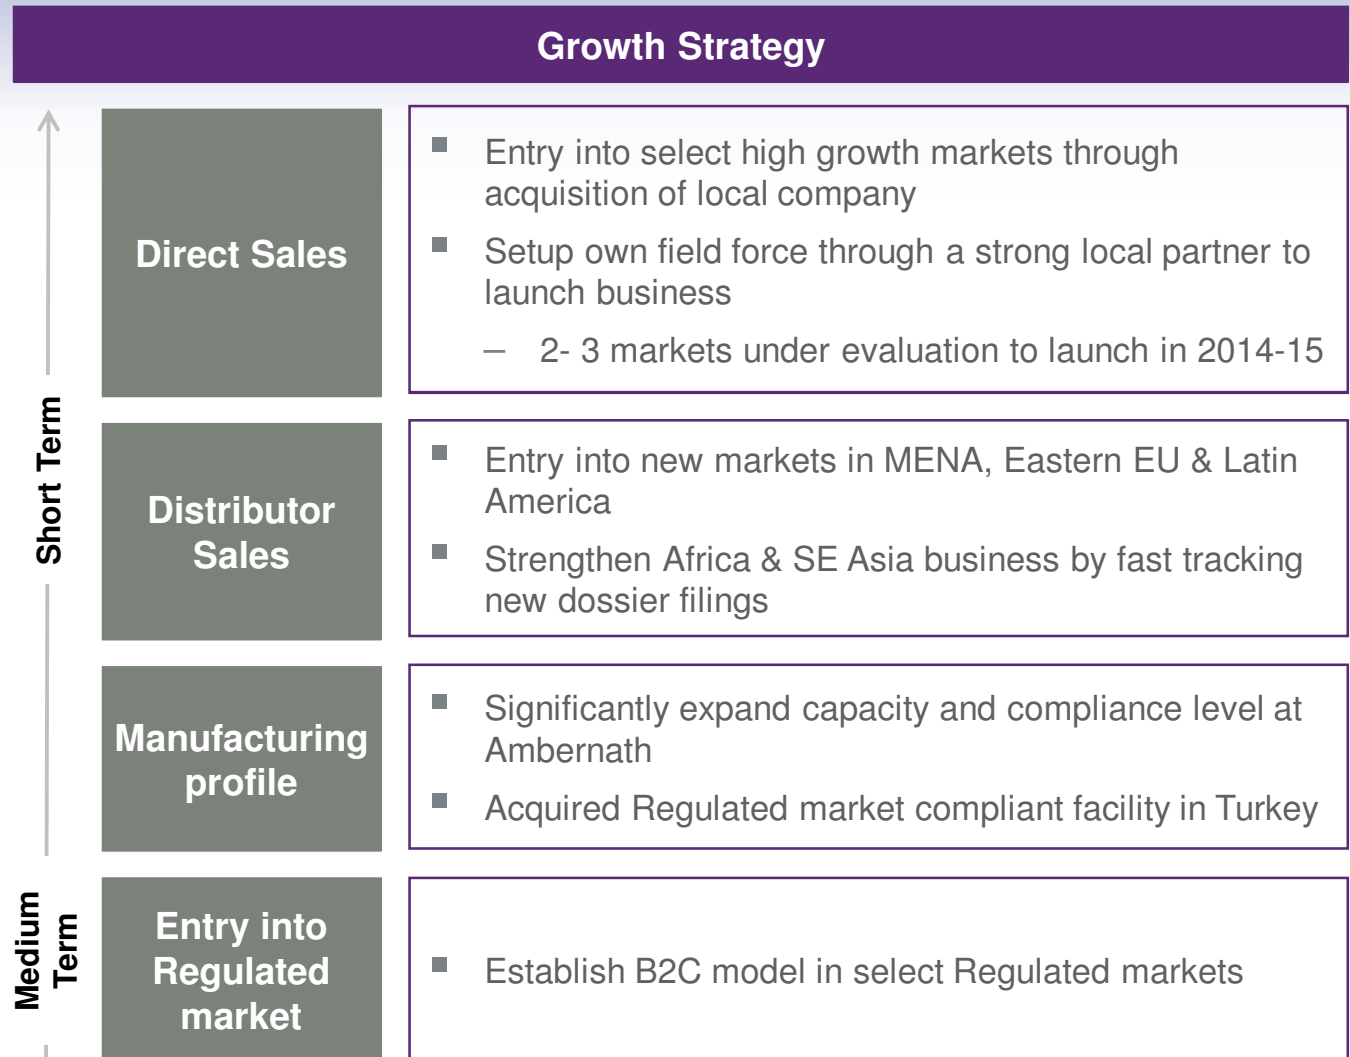 Growth Strategy
Short Term
Direct Sales
▪ Entry into select high growth markets through
acquisition of local company
▪ Setup own field force through a strong local partner to
launch business
– 2- 3 markets under evaluation to launch in 2014-15
Distributor
Sales
▪ Entry into new markets in MENA, Eastern EU & Latin
America
▪ Strengthen Africa & SE Asia business by fast tracking
new dossier filings
Manufacturing
profile
▪ Significantly expand capacity and compliance level at
Ambernath
▪ Acquired Regulated market compliant facility in Turkey
Medium
Term
Entry into
Regulated
market
▪ Establish B2C model in select Regulated markets